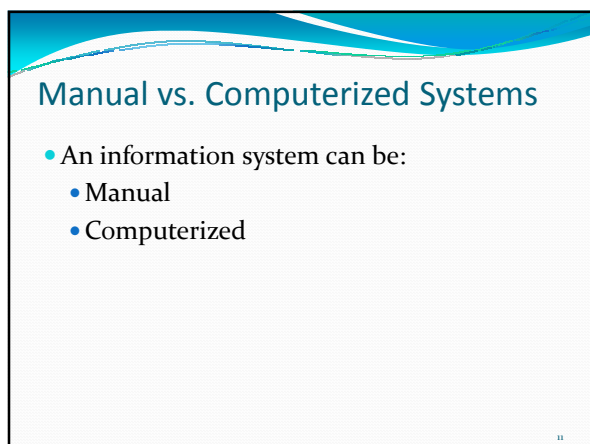 Manual vs. Computerized Systems
• An information system can be:
• Manual
• Computerized
11